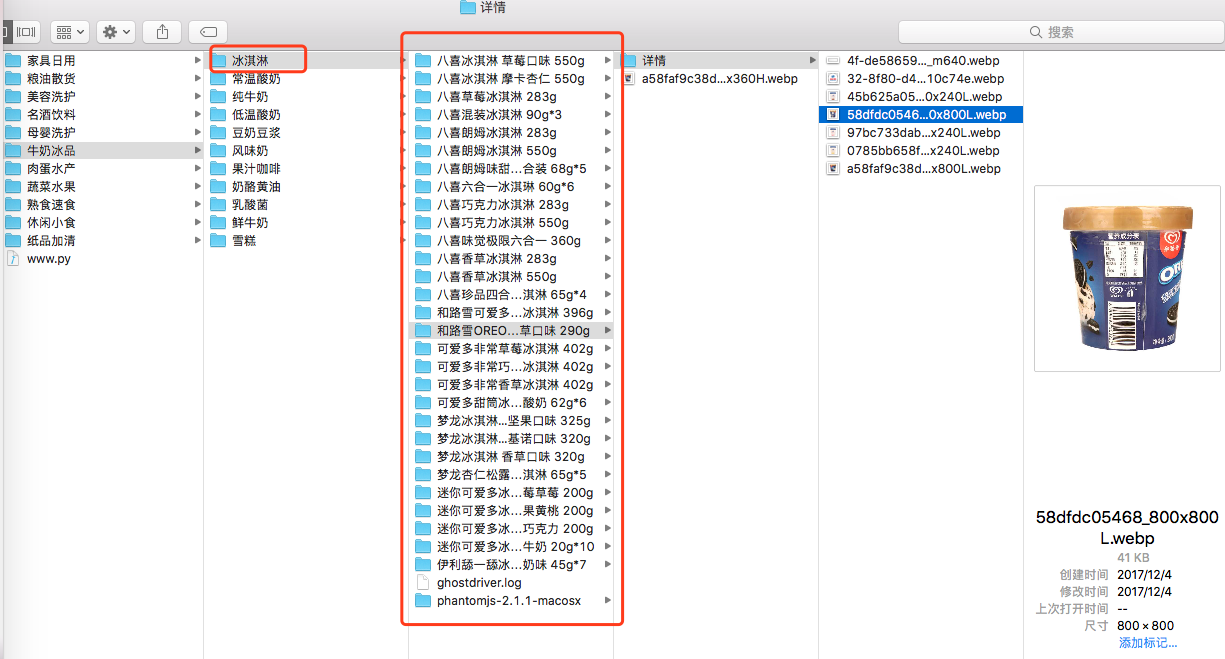 详情
搜索
家具日用
粮油散货
美容洗护
名酒饮料
母婴洗护
牛奶冰品
肉蛋水产
蔬菜水果
熟食速食
休闲小食
纸品加清
www.py
冰淇淋
常温酸奶
纯牛奶
低温酸奶
豆奶豆浆
风味奶
果汁咖啡
奶酪黄油
乳酸菌
鲜牛奶
雪糕
八喜冰淇淋 草莓口味 550g
八喜冰淇淋 摩卡杏仁 550g
八喜草莓冰淇淋 283g
八喜混装冰淇淋 90g*3
八喜朗姆冰淇淋 283g
八喜朗姆冰淇淋 550g
八喜朗姆味甜...合装 68g*5
八喜六合一冰淇琳 60g*6
八喜巧克力冰淇淋 283g
八喜巧克力冰淇淋 550g
八喜味觉极限六合一 360g
八喜香草冰淇淋 283g
八喜香草冰淇淋 550g
八喜珍品四合...淇淋 65g*4
和路雪可爱多...冰淇淋 396g
和路雪OREO...草口味 290g
可爱多非常草莓冰淇淋 402g
可爱多非常巧...冰淇淋 402g
可爱多非常香草冰淇淋 402g
可爱多甜筒冰...酸奶 62g*6
梦龙冰淇淋...坚果口味 325g
梦龙冰淇淋...基诺口味 320g
梦龙冰淇淋 香草口味 320g
梦龙杏仁松露...淇淋 65g*5
迷你可爱多冰...莓草莓 200g
迷你可爱多冰...果黄桃 200g
迷你可爱多冰...巧克力 200g
迷你可爱多冰...牛奶 20g*10
伊利舔一舔冰...奶味 45g*7
ghostdriver.log
phantomjs-2.1.1-macosx
详情
a58faf9c38d...x360H.webp
4f-de58659..._m640.webp
32-8f80-d4...10c74e.webp
45b625a05...0x240L.webp
58dfdc0546...0x800L.webp
97bc733dab...x240L.webp
0785bb658f...x240L.webp
a58faf9c38d...x800L.webp
营养成分表
58dfdc05468_800x800
L.webp
41 KB
创建时间 2017/12/4
修改时间 2017/12/4
上次打开时间 --
尺寸 800 × 800
添加标记...